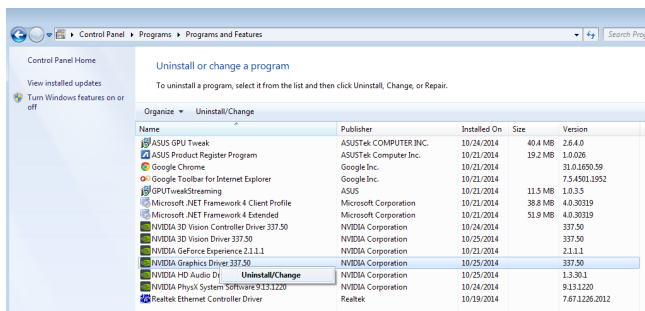 Control Panel ▸ Programs ▸ Programs and Features Search Prog
Control Panel Home
View installed updates
Turn Windows features on or
off
Uninstall or change a program
To uninstall a program, select it from the list and then click Uninstall, Change, or Repair.
Organize Uninstall/Change
Name Publisher Installed On Size Version
ASUS GPU Tweak ASUSTek COMPUTER INC. 10/24/2014 40.4 MB 2.6.4.0
ASUS Product Register Program ASUSTek Computer Inc. 10/21/2014 19.2 MB 1.0.026
Google Chrome Google Inc. 10/21/2014 31.0.1650.59
Google Toolbar for Internet Explorer Google Inc. 10/21/2014 7.5.4501.1952
GPUTweakStreaming ASUS 10/21/2014 11.5 MB 1.0.3.5
Microsoft .NET Framework 4 Client Profile Microsoft Corporation 10/21/2014 38.8 MB 4.0.30319
Microsoft .NET Framework 4 Extended Microsoft Corporation 10/21/2014 51.9 MB 4.0.30319
NVIDIA 3D Vision Controller Driver 337.50 NVIDIA Corporation 10/24/2014 337.50
NVIDIA 3D Vision Driver 337.50 NVIDIA Corporation 10/25/2014 337.50
NVIDIA GeForce Experience 2.1.1.1 NVIDIA Corporation 10/21/2014 2.1.1.1
NVIDIA Graphics Driver 337.50 NVIDIA Corporation 10/25/2014 337.50
NVIDIA HD Audio Dr Uninstall/Change NVIDIA Corporation 10/25/2014 1.3.30.1
NVIDIA PhysX System Software 9.13.1220 NVIDIA Corporation 10/24/2014 9.13.1220
Realtek Ethernet Controller Driver Realtek 10/19/2014 7.67.1226.2012